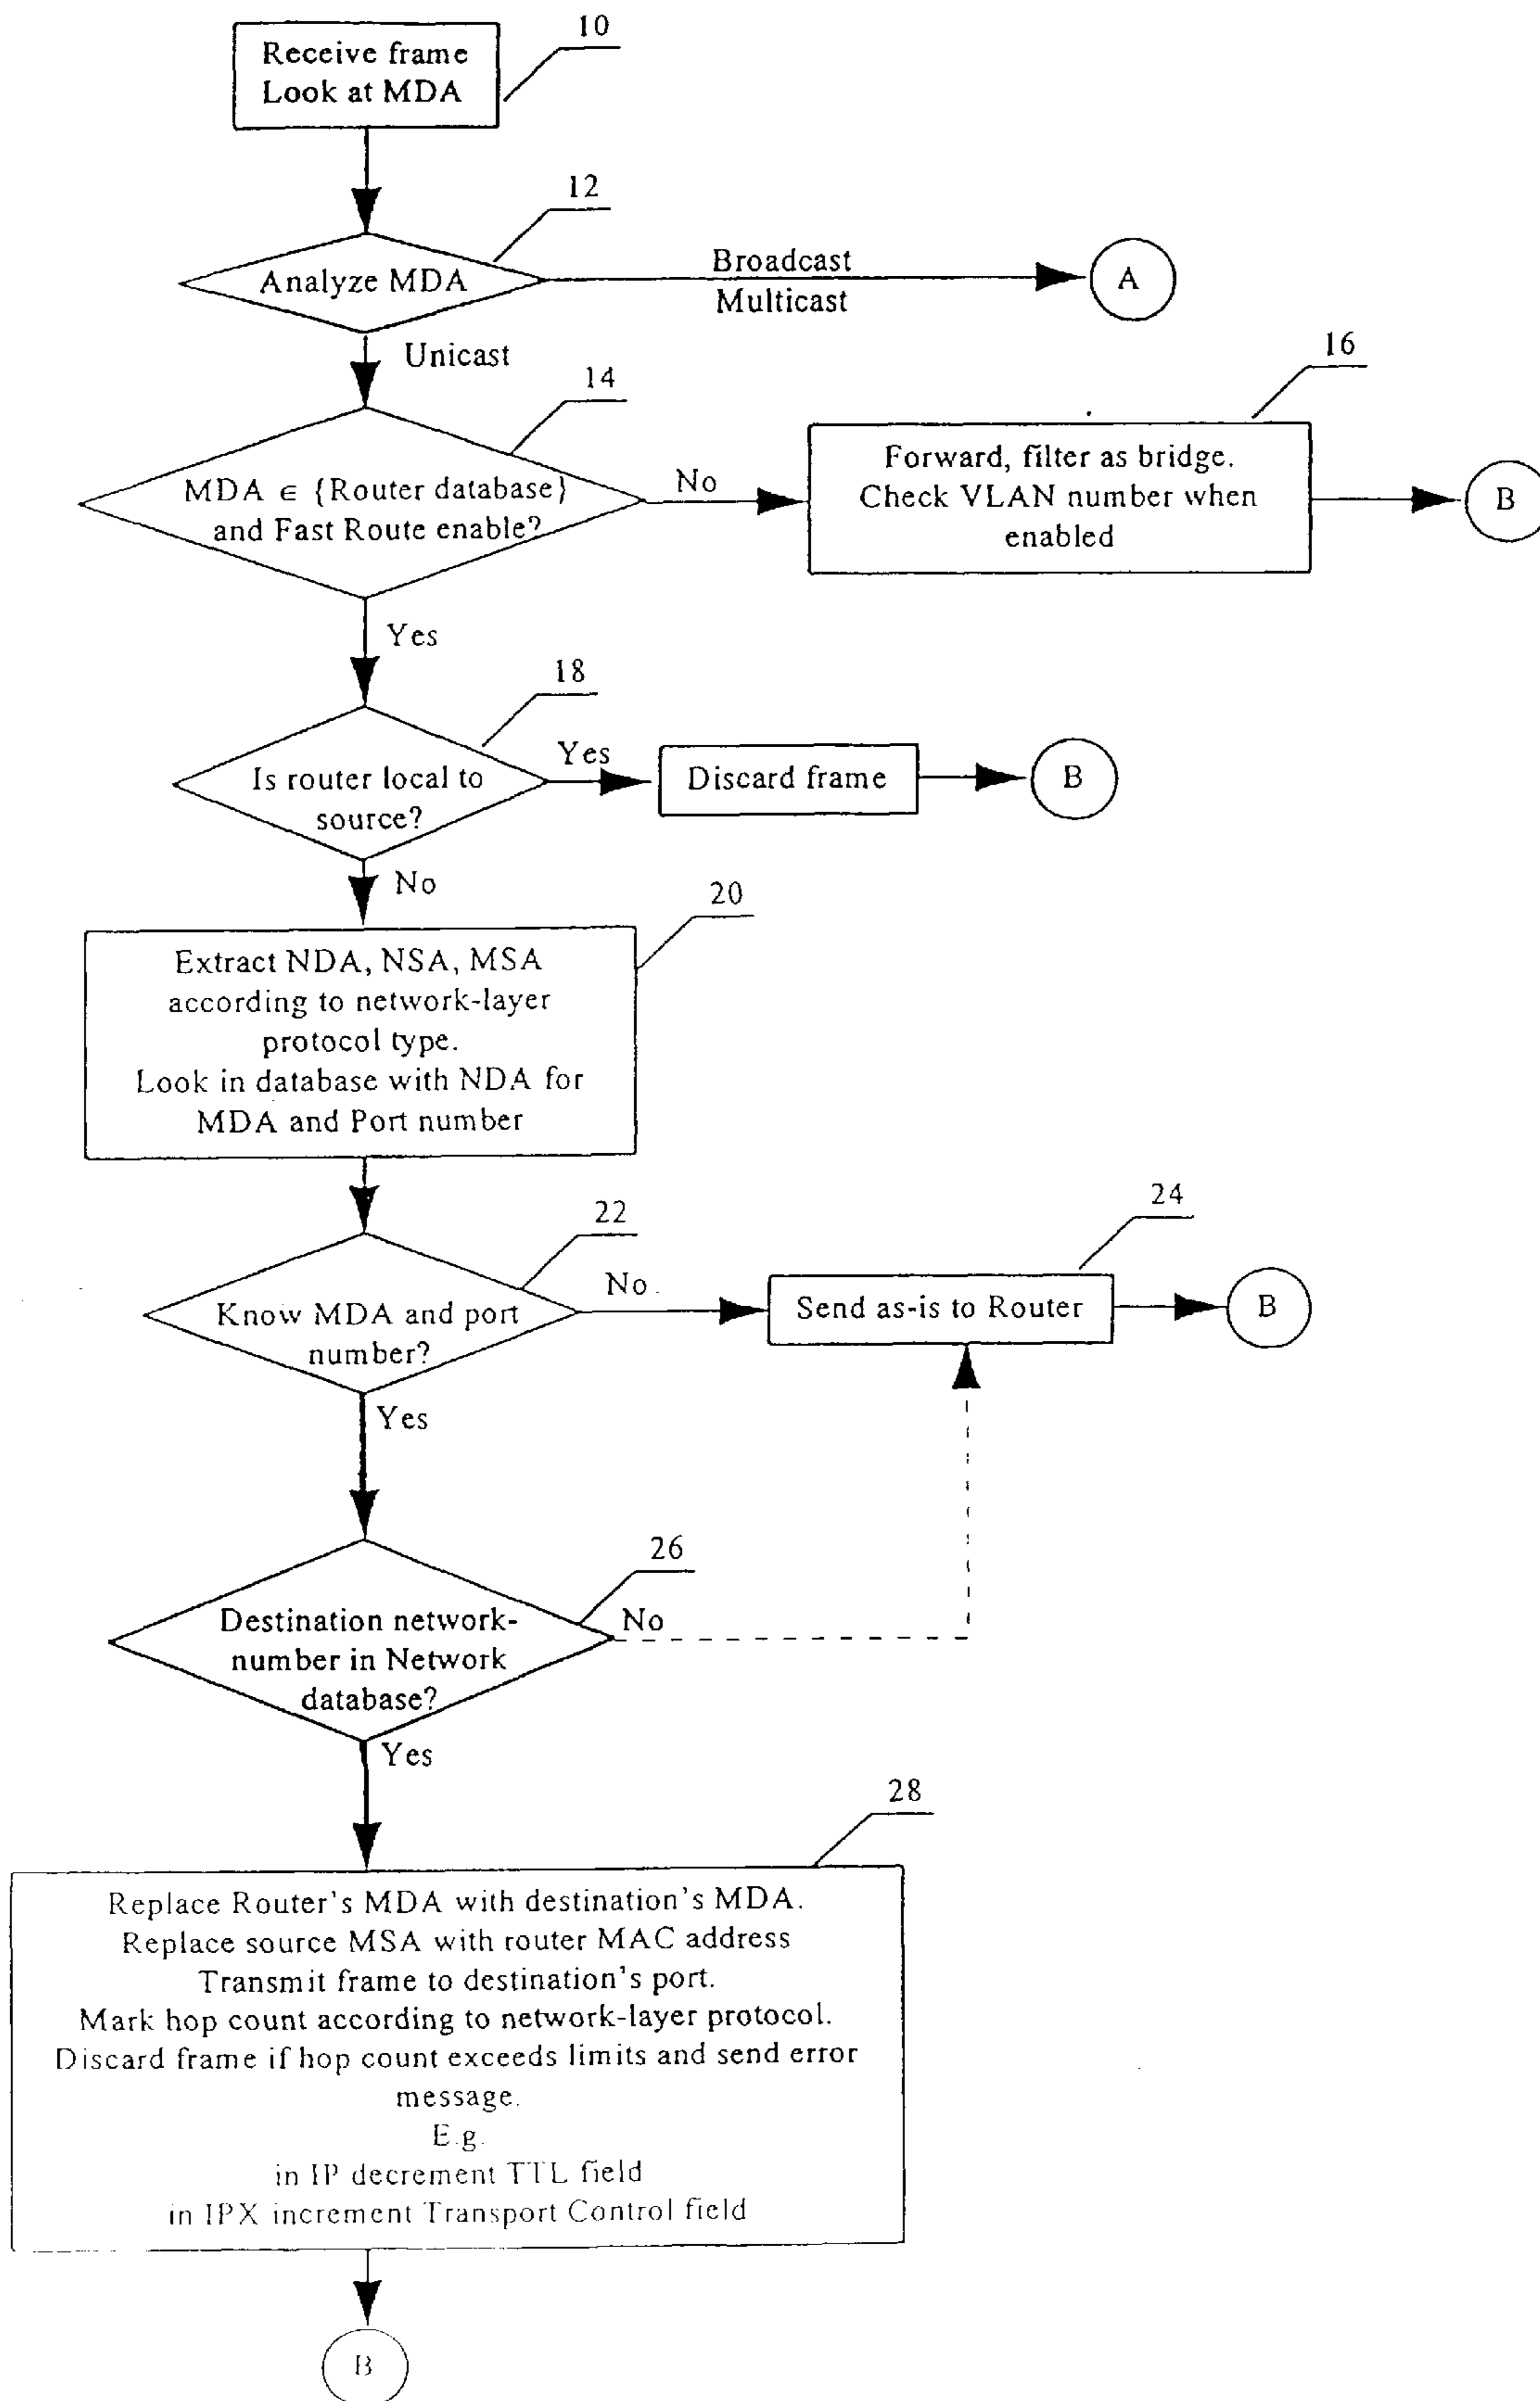 10
Receive frame
Look at MDA
12
Analyze MDA
Broadcast
Multicast
A
Unicast
14
16
MDA ∈ {Router database}
and Fast Route enable?
No
Forward, filter as bridge.
Check VLAN number when
enabled
B
Yes
18
Is router local to
source?
Yes
Discard frame
B
No
20
Extract NDA, NSA, MSA
according to network-layer
protocol type.
Look in database with NDA for
MDA and Port number
22
24
Know MDA and port
number?
No
Send as-is to Router
B
Yes
26
Destination network-
number in Network
database?
No
Yes
28
Replace Router's MDA with destination's MDA.
Replace source MSA with router MAC address
Transmit frame to destination's port.
Mark hop count according to network-layer protocol.
Discard frame if hop count exceeds limits and send error
message.
E.g.
in IP decrement TTL field
in IPX increment Transport Control field
B